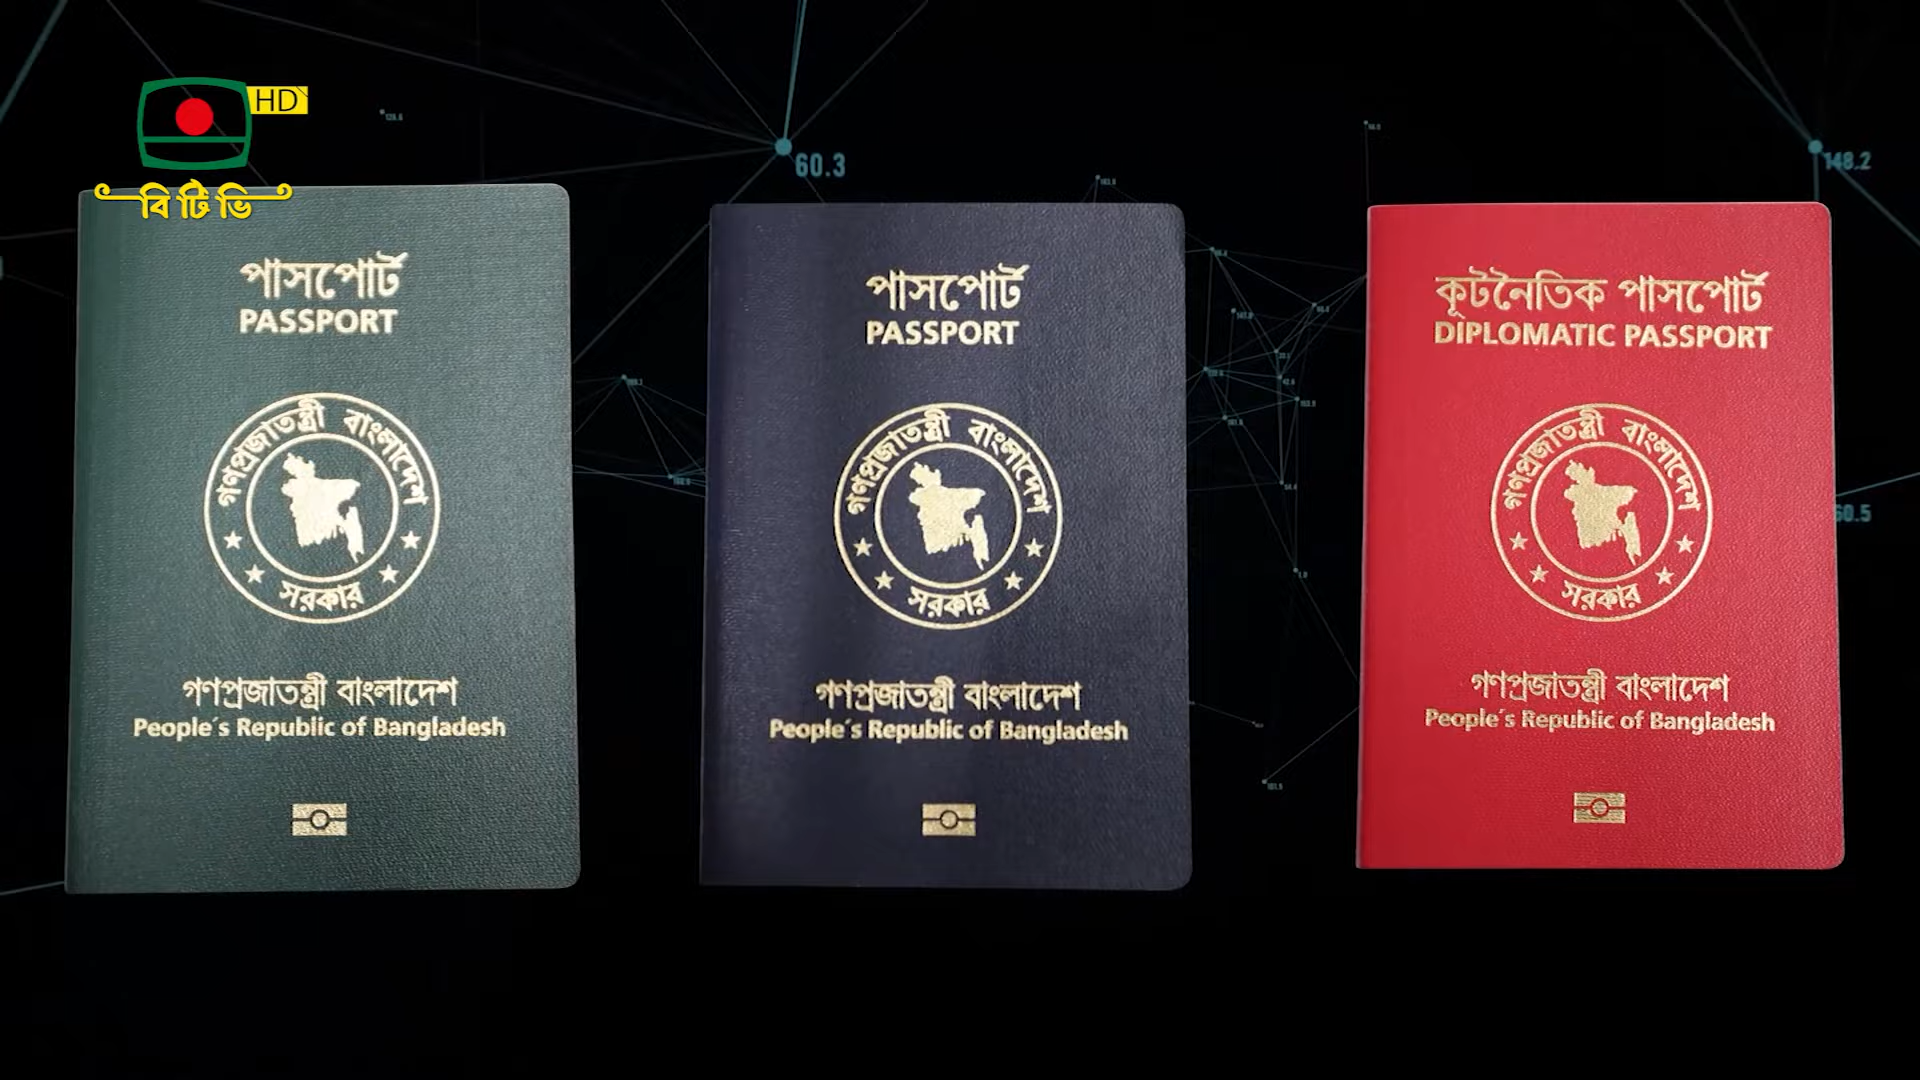 HD
বিটিভি
60.3
148.2
60.5
পাসপোর্ট
PASSPORT
গণপ্রজাতন্ত্রী বাংলাদেশ
সরকার
গণপ্রজাতন্ত্রী বাংলাদেশ
People´s Republic of Bangladesh
পাসপোর্ট
PASSPORT
গণপ্রজাতন্ত্রী বাংলাদেশ
সরকার
গণপ্রজাতন্ত্রী বাংলাদেশ
People´s Republic of Bangladesh
কূটনৈতিক পাসপোর্ট
DIPLOMATIC PASSPORT
গণপ্রজাতন্ত্রী বাংলাদেশ
সরকার
গণপ্রজাতন্ত্রী বাংলাদেশ
People´s Republic of Bangladesh